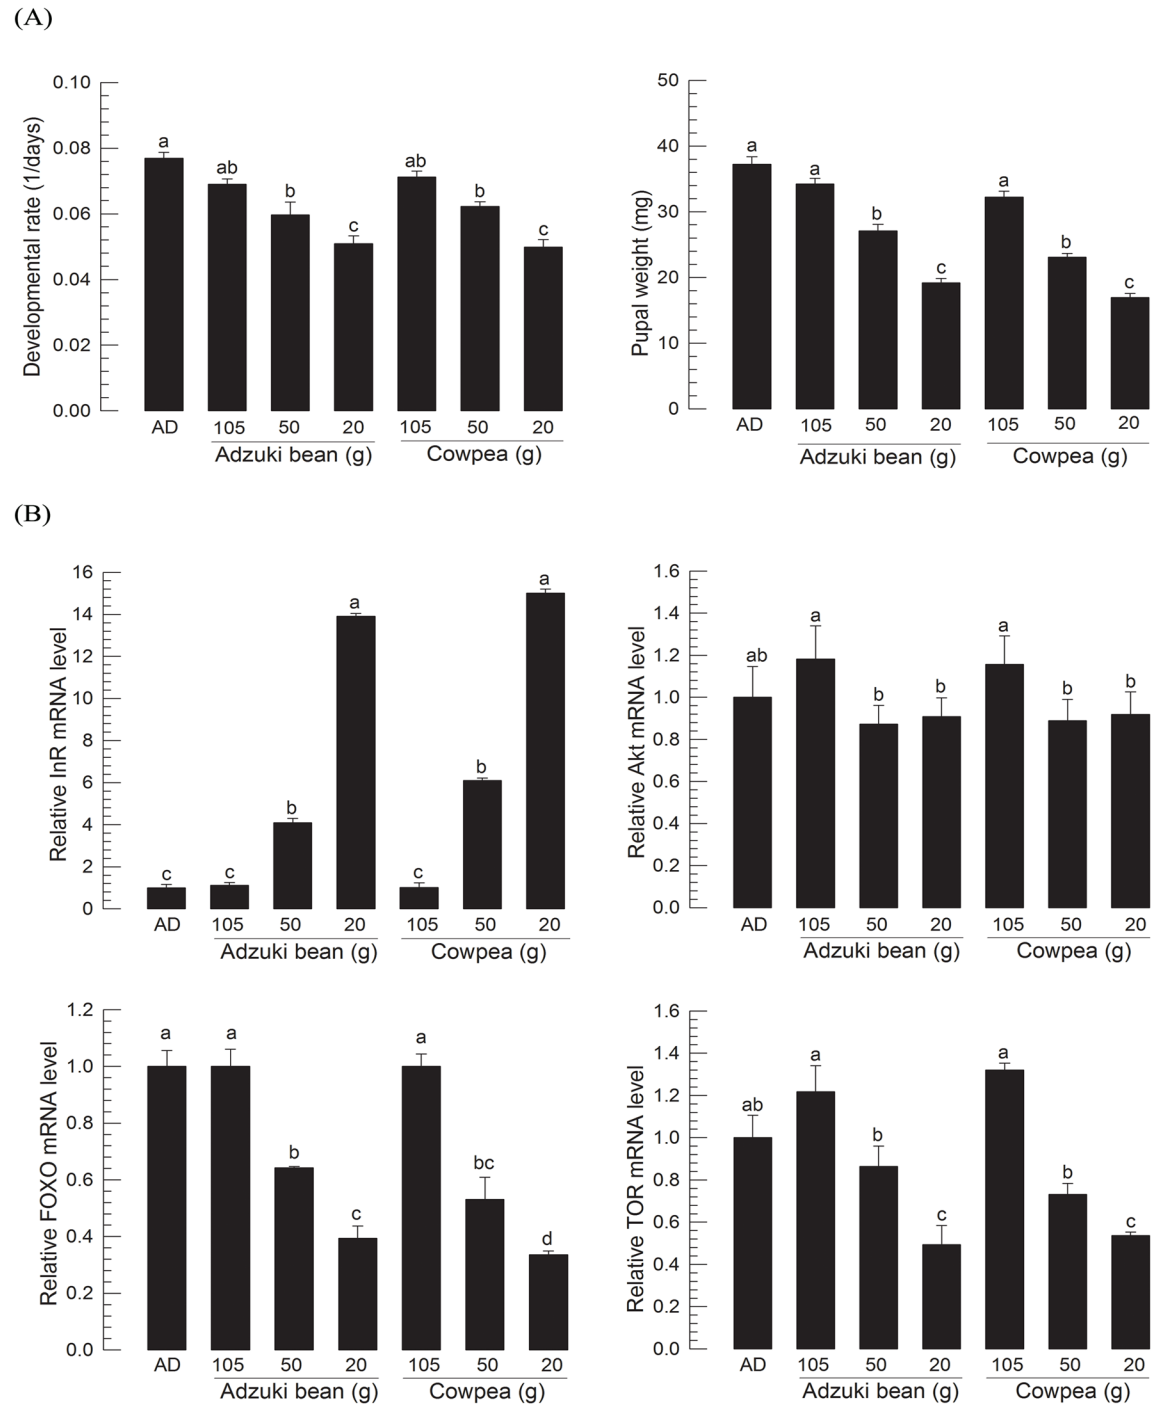 (A)
Developmental rate (1/days)
0.10
0.08
0.06
0.04
0.02
0.00
a
ab
b
c
ab
b
c
AD
105
50
20
105
50
20
Adzuki bean (g)
Cowpea (g)
Pupal weight (mg)
50
40
30
20
10
0
a
a
b
c
a
b
c
AD
105
50
20
105
50
20
Adzuki bean (g)
Cowpea (g)
(B)
Relative InR mRNA level
16
14
12
10
8
6
4
2
0
c
c
b
a
c
b
a
AD
105
50
20
105
50
20
Adzuki bean (g)
Cowpea (g)
Relative Akt mRNA level
1.6
1.4
1.2
1.0
0.8
0.6
0.4
0.2
0.0
ab
a
b
b
a
b
b
AD
105
50
20
105
50
20
Adzuki bean (g)
Cowpea (g)
Relative FOXO mRNA level
1.2
1.0
0.8
0.6
0.4
0.2
0.0
a
a
b
c
a
bc
d
AD
105
50
20
105
50
20
Adzuki bean (g)
Cowpea (g)
Relative TOR mRNA level
1.6
1.4
1.2
1.0
0.8
0.6
0.4
0.2
0.0
ab
a
b
c
a
b
c
AD
105
50
20
105
50
20
Adzuki bean (g)
Cowpea (g)